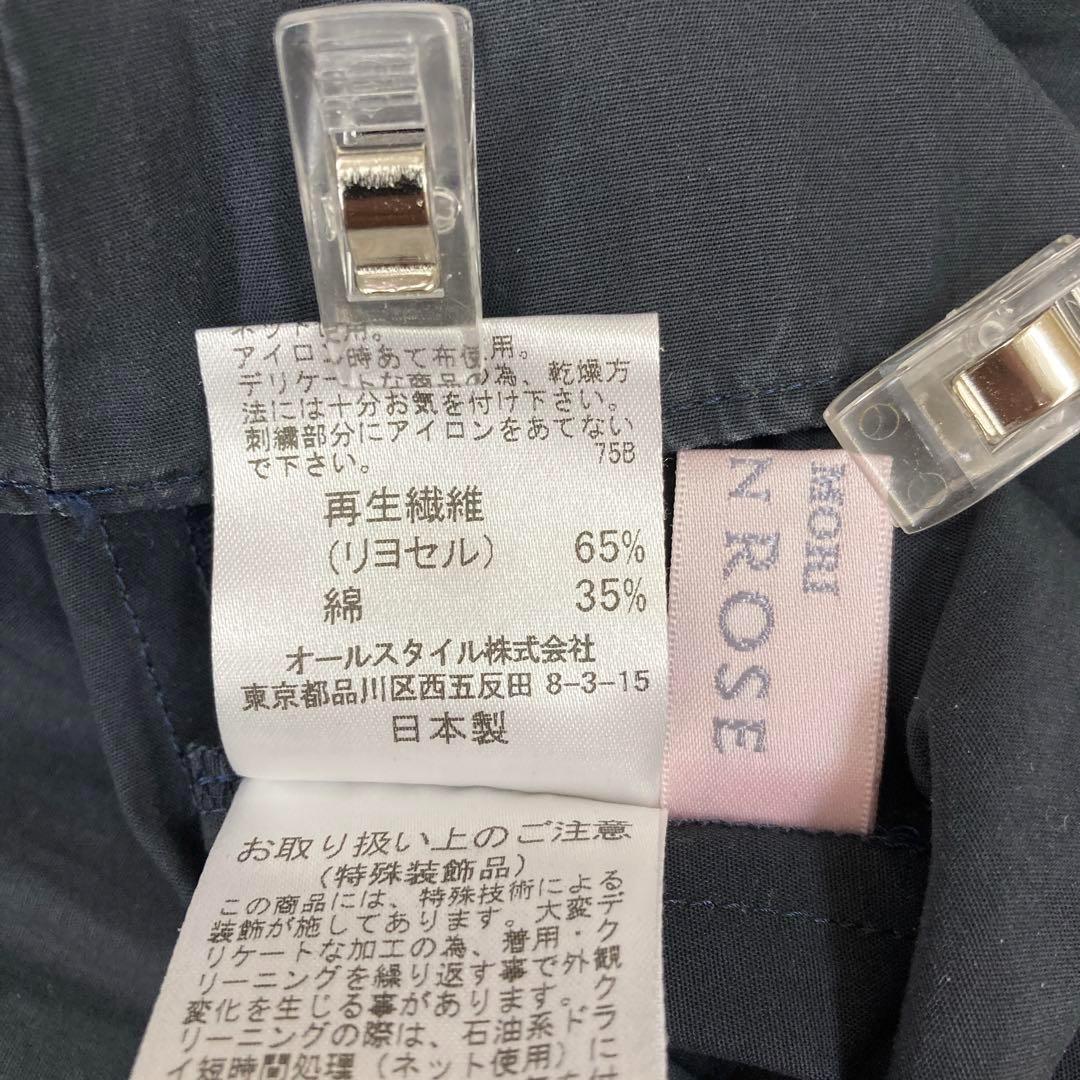 ネット使用。
アイロン時あて布使用。
デリケートな商品の為、乾燥方
法には十分お気を付け下さい。
刺繍部分にアイロンをあてない
で下さい。 75B
再生繊維
(リヨセル) 65%
綿 35%
オールスタイル株式会社
東京都品川区西五反田 8-3-15
日本製
MORI
N ROSE
お取り扱い上のご注意
(特殊装飾品)
この商品には、特殊技術による
装飾が施してあります。大変デ
リケートな加工の為、着用・ク
リーニングを繰り返す事で外観
変化を生じる事があります。ク
リーニングの際は、石油系ドラ
イ短時間処理(ネット使用)に